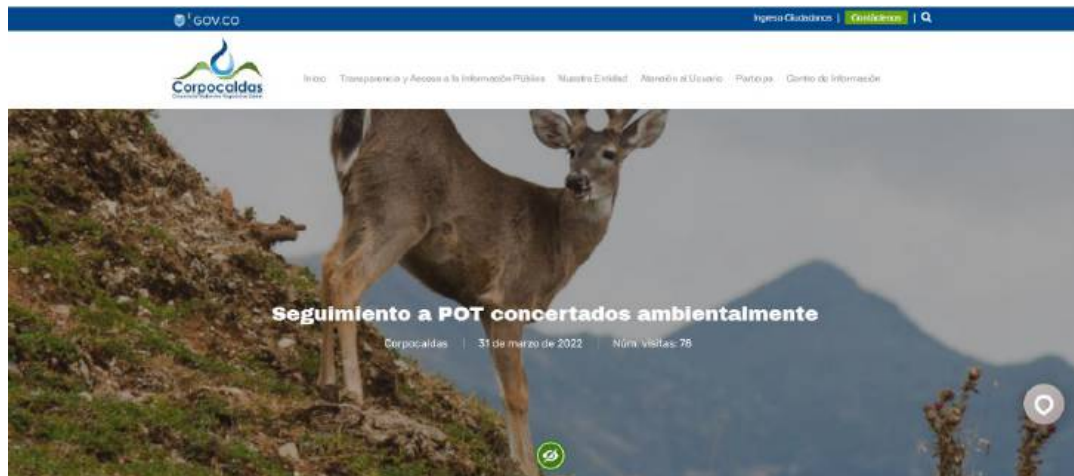 GOV.CO
Ingreso Ciudadanos | Contáctenos |
Corpocaldas
Inicio Transparencia y Acceso a la Información Pública Nuestra Entidad Atención al Usuario Participa Centro de Información
Seguimiento a POT concertados ambientalmente
Corpocaldas | 31 de marzo de 2022 | Núm. visitas: 78